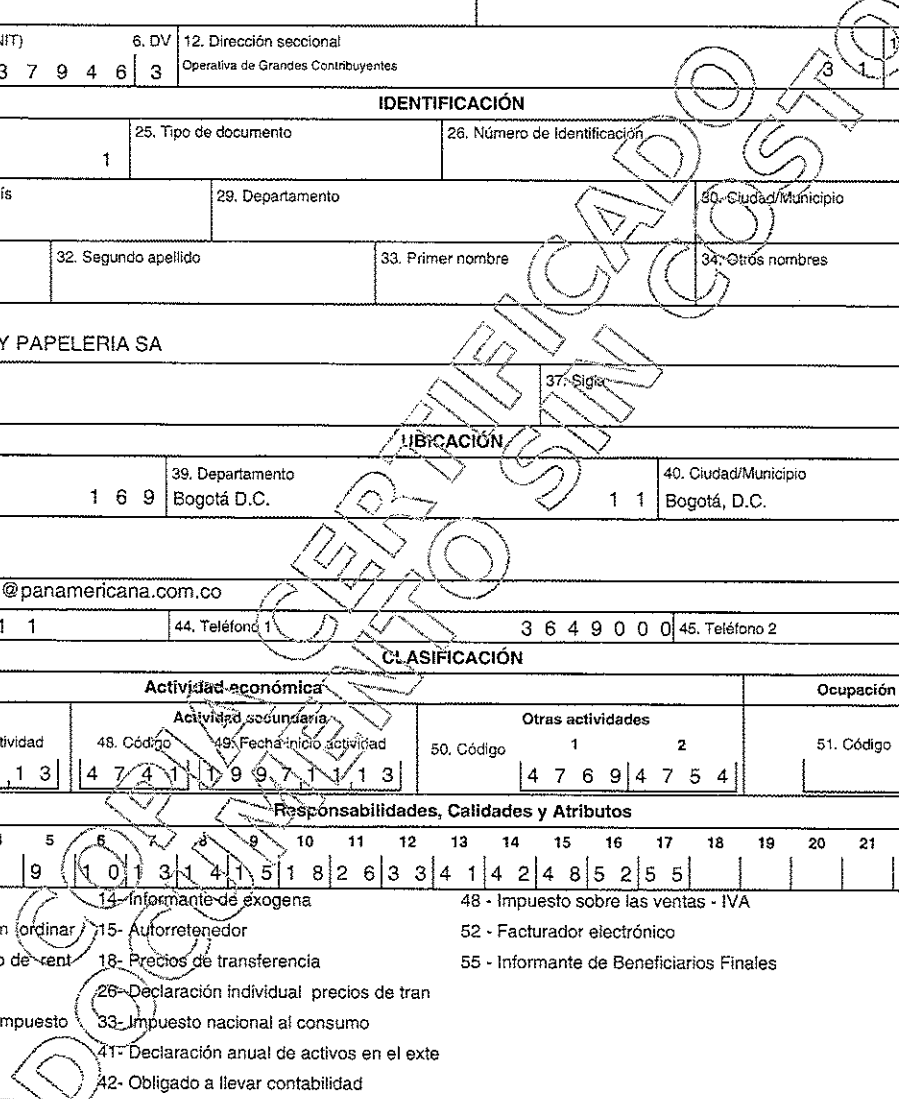 NIT) 6. DV 12. Dirección seccional
3 7 9 4 6 3 Operativa de Grandes Contribuyentes 3 1
IDENTIFICACIÓN
25. Tipo de documento 26. Número de Identificación
1
ís 29. Departamento 30. Ciudad/Municipio
32. Segundo apellido 33. Primer nombre 34. Otros nombres
Y PAPELERIA SA
37. Sigla
UBICACIÓN
39. Departamento 40. Ciudad/Municipio
1 6 9 Bogotá D.C. 1 1 Bogotá, D.C.
@panamericana.com.co
1 1 44. Teléfono 1 3 6 4 9 0 0 0 45. Teléfono 2
CLASIFICACIÓN
Actividad económica Ocupación
Actividad secundaria Otras actividades
tividad 48. Código 49. Fecha inicio actividad 50. Código 1 2 51. Código
1 3 4 7 4 1 1 9 9 7 1 1 1 3 4 7 6 9 4 7 5 4
Responsabilidades, Calidades y Atributos
5 6 7 8 9 10 11 12 13 14 15 16 17 18 19 20 21
9 1 0 1 3 1 4 1 5 1 8 2 6 3 3 4 1 4 2 4 8 5 2 5 5
14- Informante de exogena 48 - Impuesto sobre las ventas - IVA
n ordinar 15- Autorretenedor 52 - Facturador electrónico
o de rent 18- Precios de transferencia 55 - Informante de Beneficiarios Finales
26- Declaración individual precios de tran
mpuesto 33- Impuesto nacional al consumo
41- Declaración anual de activos en el exte
42- Obligado a llevar contabilidad
COPIA CERTIFICADO
DOCUMENTO SIN COSTO